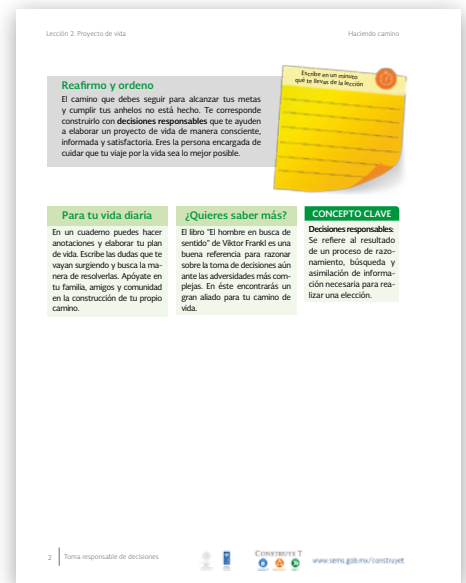 Lección 2. Proyecto de vida
Haciendo camino
Reafirmo y ordeno
El camino que debes seguir para alcanzar tus metas
y cumplir tus anhelos no está hecho. Te corresponde
construirlo con decisiones responsables que te ayuden
a elaborar un proyecto de vida de manera consciente,
informada y satisfactoria. Eres la persona encargada de
cuidar que tu viaje por la vida sea lo mejor posible.
Escribe en un minuto
qué te llevas de la lección
Para tu vida diaria
En un cuaderno puedes hacer
anotaciones y elaborar tu plan
de vida. Escribe las dudas que te
vayan surgiendo y busca la ma-
nera de resolverlas. Apóyate en
tu familia, amigos y comunidad
en la construcción de tu propio
camino.
¿Quieres saber más?
El libro "El hombre en busca de
sentido" de Viktor Frankl es una
buena referencia para razonar
sobre la toma de decisiones aún
ante las adversidades más com-
plejas. En éste encontrarás un
gran aliado para tu camino de
vida.
CONCEPTO CLAVE
Decisiones responsables:
Se refiere al resultado
de un proceso de razo-
namiento, búsqueda y
asimilación de informa-
ción necesaria para rea-
lizar una elección.
2
Toma responsable de decisiones
CONSTRUYE T
www.sems.gob.mx/construyet